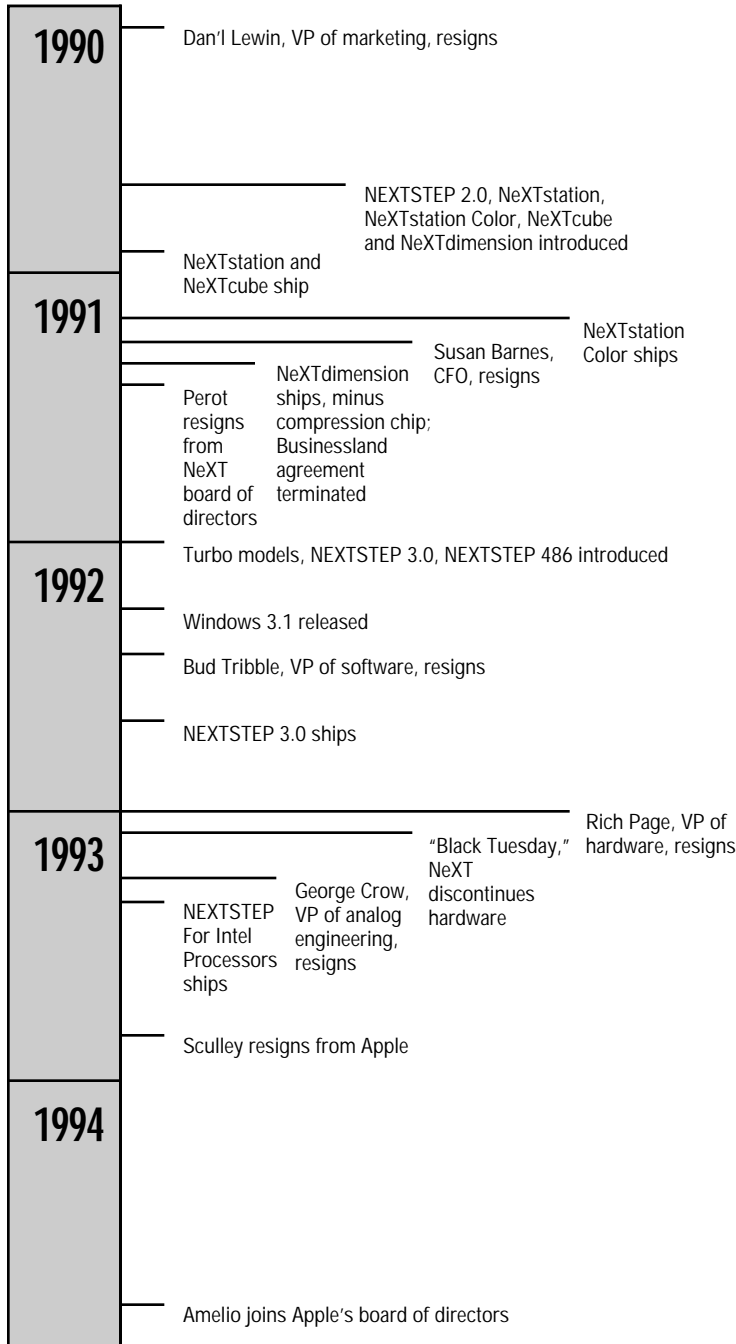 1990
Dan’l Lewin, VP of marketing, resigns
NEXTSTEP 2.0, NeXTstation,
NeXTstation Color, NeXTcube
and NeXTdimension introduced
NeXTstation and
NeXTcube ship
1991
NeXTstation
Color ships
Susan Barnes,
CFO, resigns
NeXTdimension
ships, minus
compression chip;
Businessland
agreement
terminated
Perot
resigns
from
NeXT
board of
directors
Turbo models, NEXTSTEP 3.0, NEXTSTEP 486 introduced
1992
Windows 3.1 released
Bud Tribble, VP of software, resigns
NEXTSTEP 3.0 ships
Rich Page, VP of
hardware, resigns
1993
“Black Tuesday,”
NeXT
discontinues
hardware
George Crow,
VP of analog
engineering,
resigns
NEXTSTEP
For Intel
Processors
ships
Sculley resigns from Apple
1994
Amelio joins Apple’s board of directors